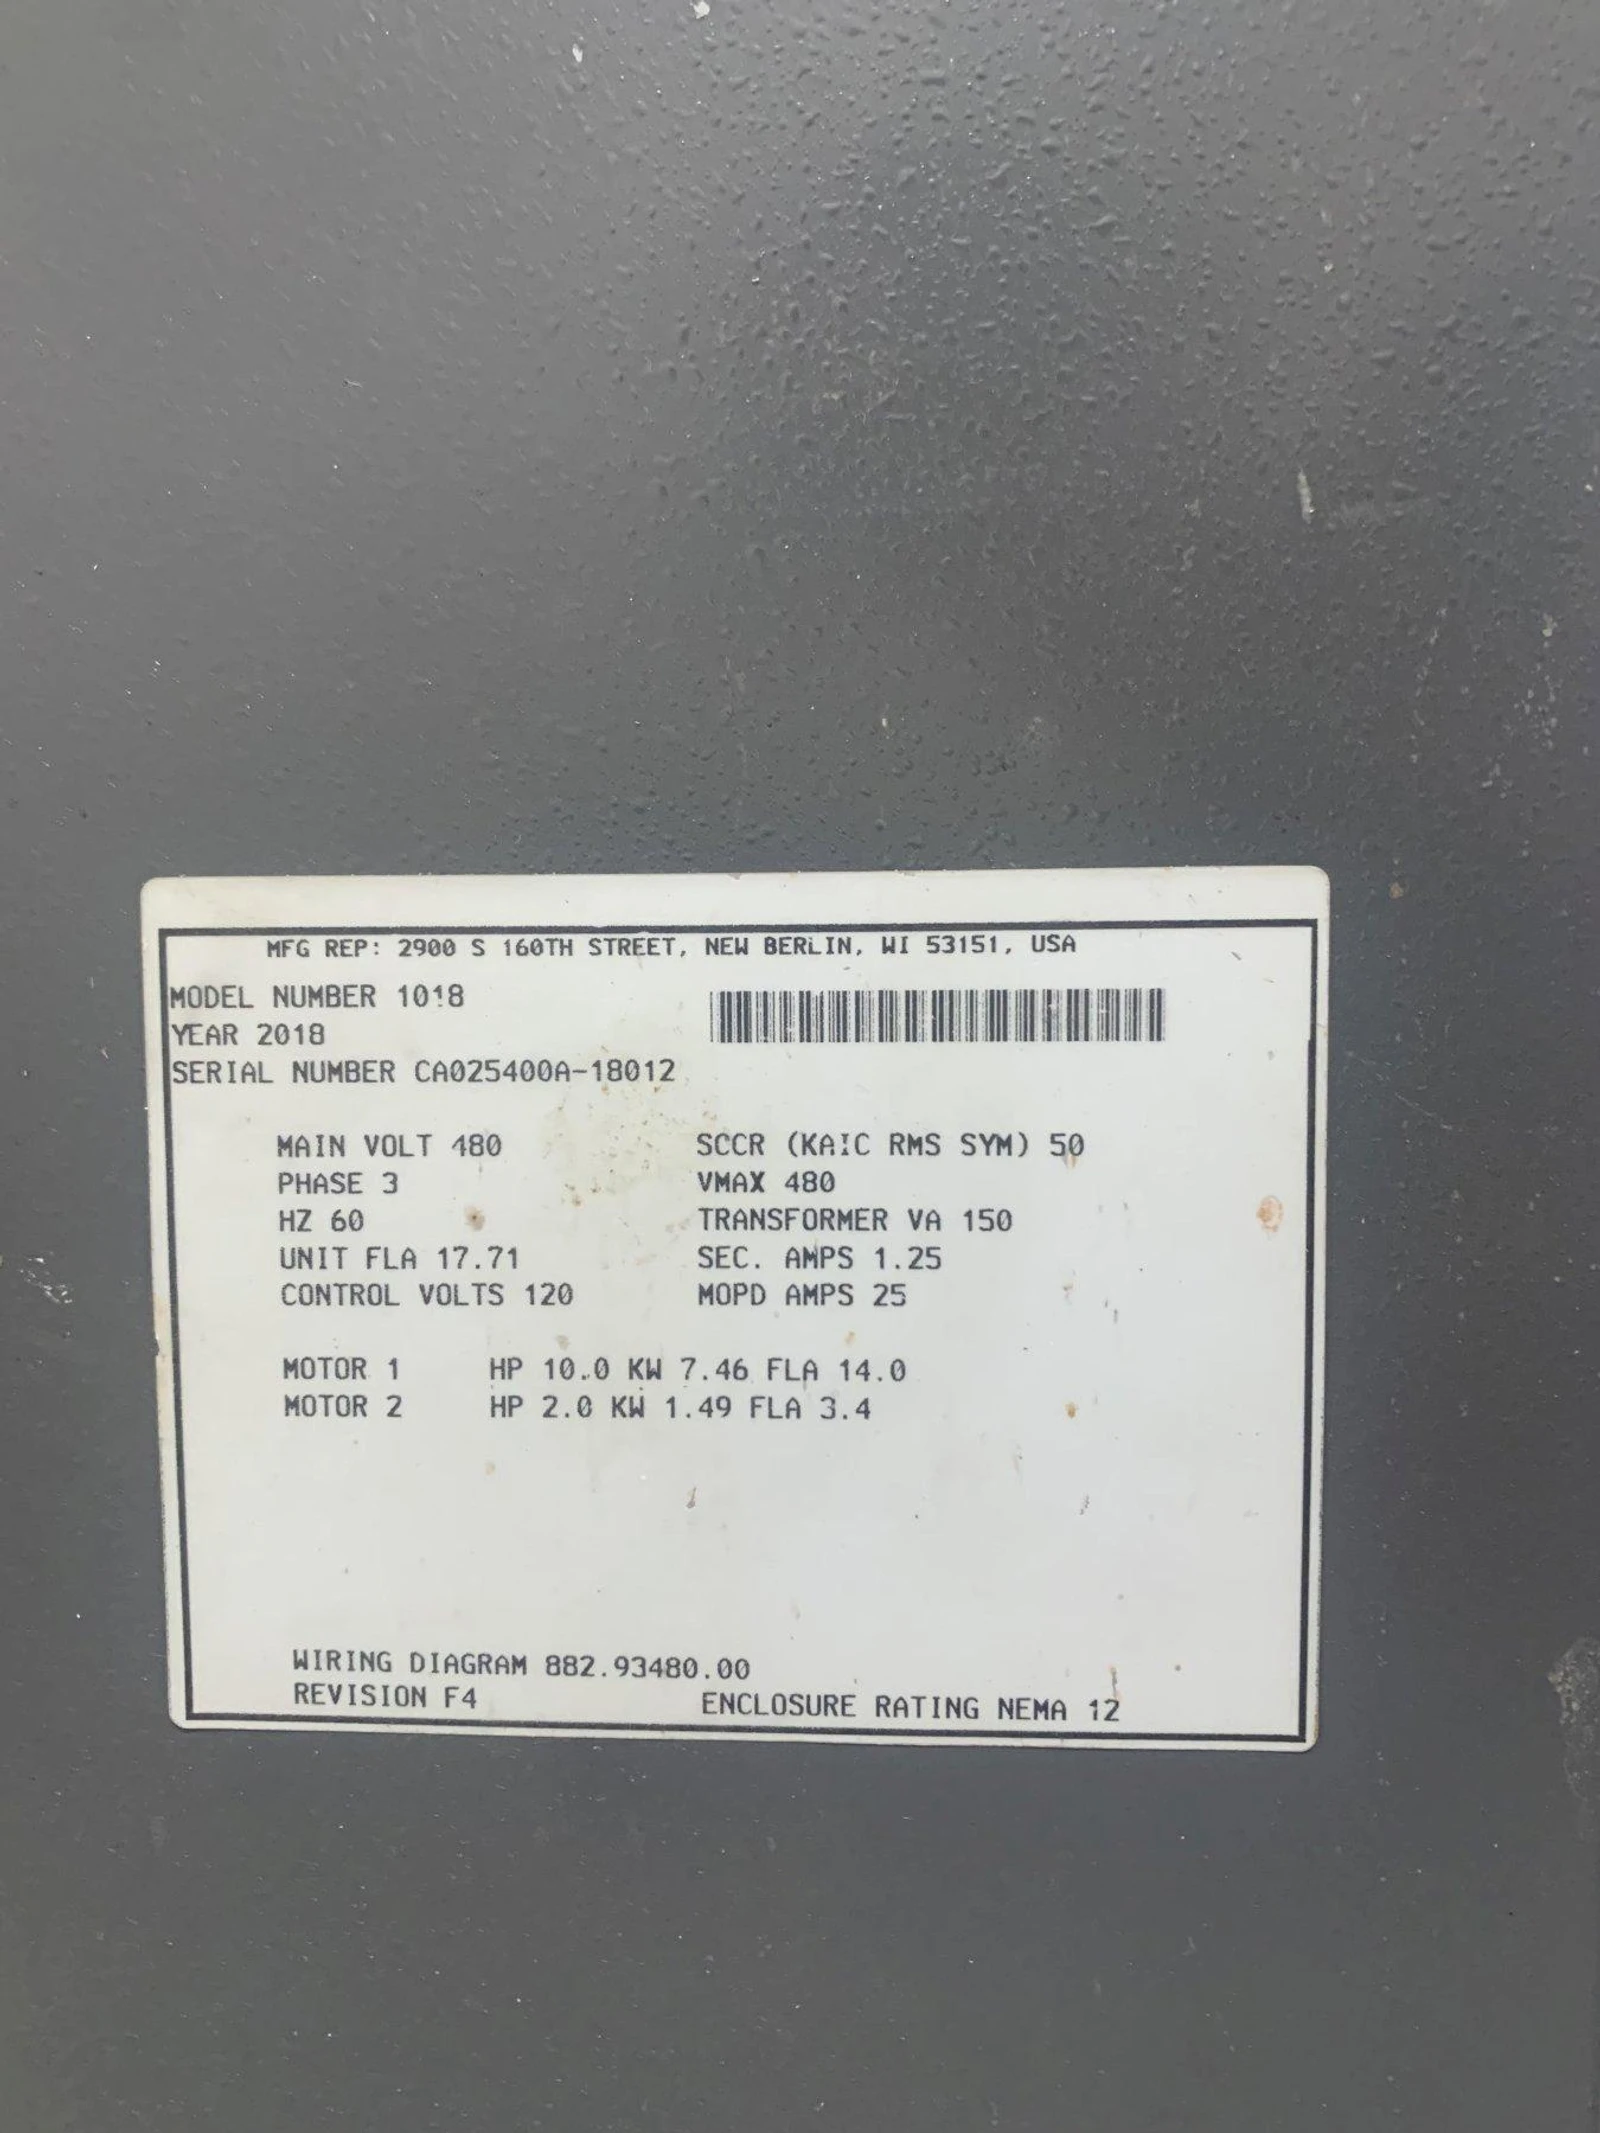 MFG REP: 2900 S 160TH STREET, NEW BERLIN, WI 53151, USA
MODEL NUMBER 1018
YEAR 2018
SERIAL NUMBER CA025400A-18012
MAIN VOLT 480
PHASE 3
HZ 60
UNIT FLA 17.71
CONTROL VOLTS 120
SCCR (KAIC RMS SYM) 50
VMAX 480
TRANSFORMER VA 150
SEC. AMPS 1.25
MOPD AMPS 25
MOTOR 1 HP 10.0 KW 7.46 FLA 14.0
MOTOR 2 HP 2.0 KW 1.49 FLA 3.4
WIRING DIAGRAM 882.93480.00
REVISION F4
ENCLOSURE RATING NEMA 12